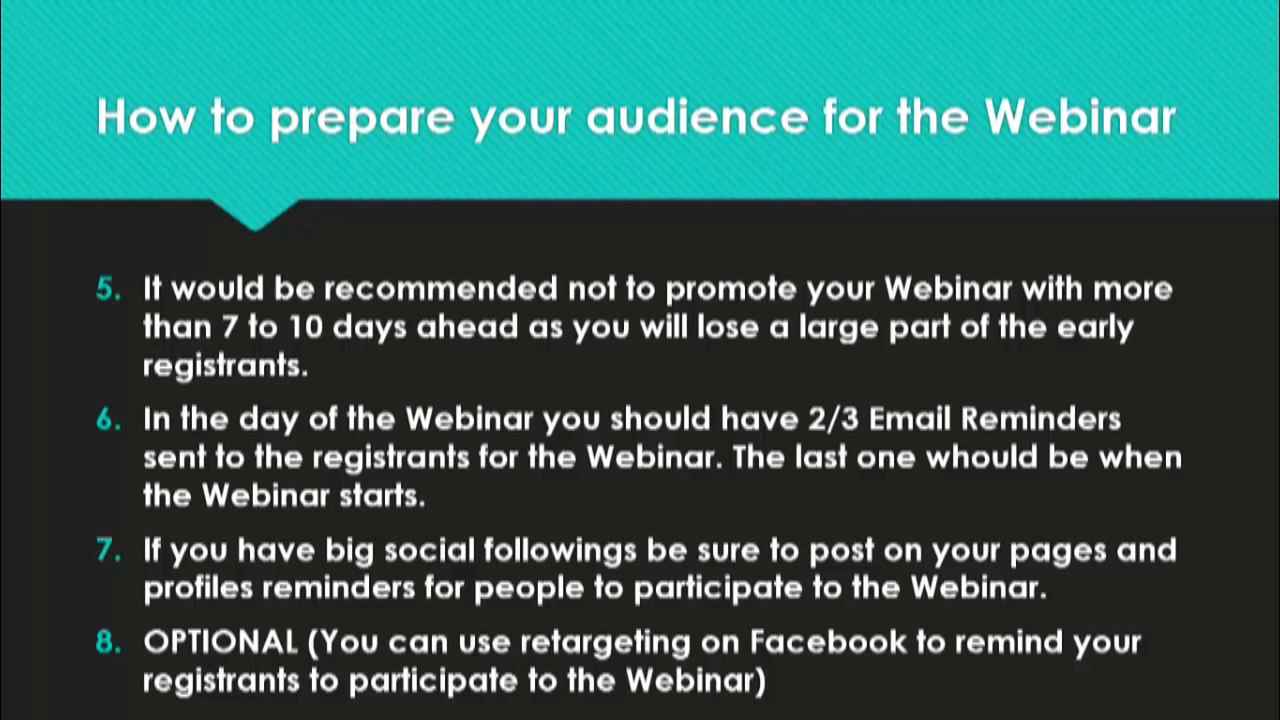 How to prepare your audience for the Webinar
5. It would be recommended not to promote your Webinar with more
than 7 to 10 days ahead as you will lose a large part of the early
registrants.
6. In the day of the Webinar you should have 2/3 Email Reminders
sent to the registrants for the Webinar. The last one whould be when
the Webinar starts.
7. If you have big social followings be sure to post on your pages and
profiles reminders for people to participate to the Webinar.
8. OPTIONAL (You can use retargeting on Facebook to remind your
registrants to participate to the Webinar)